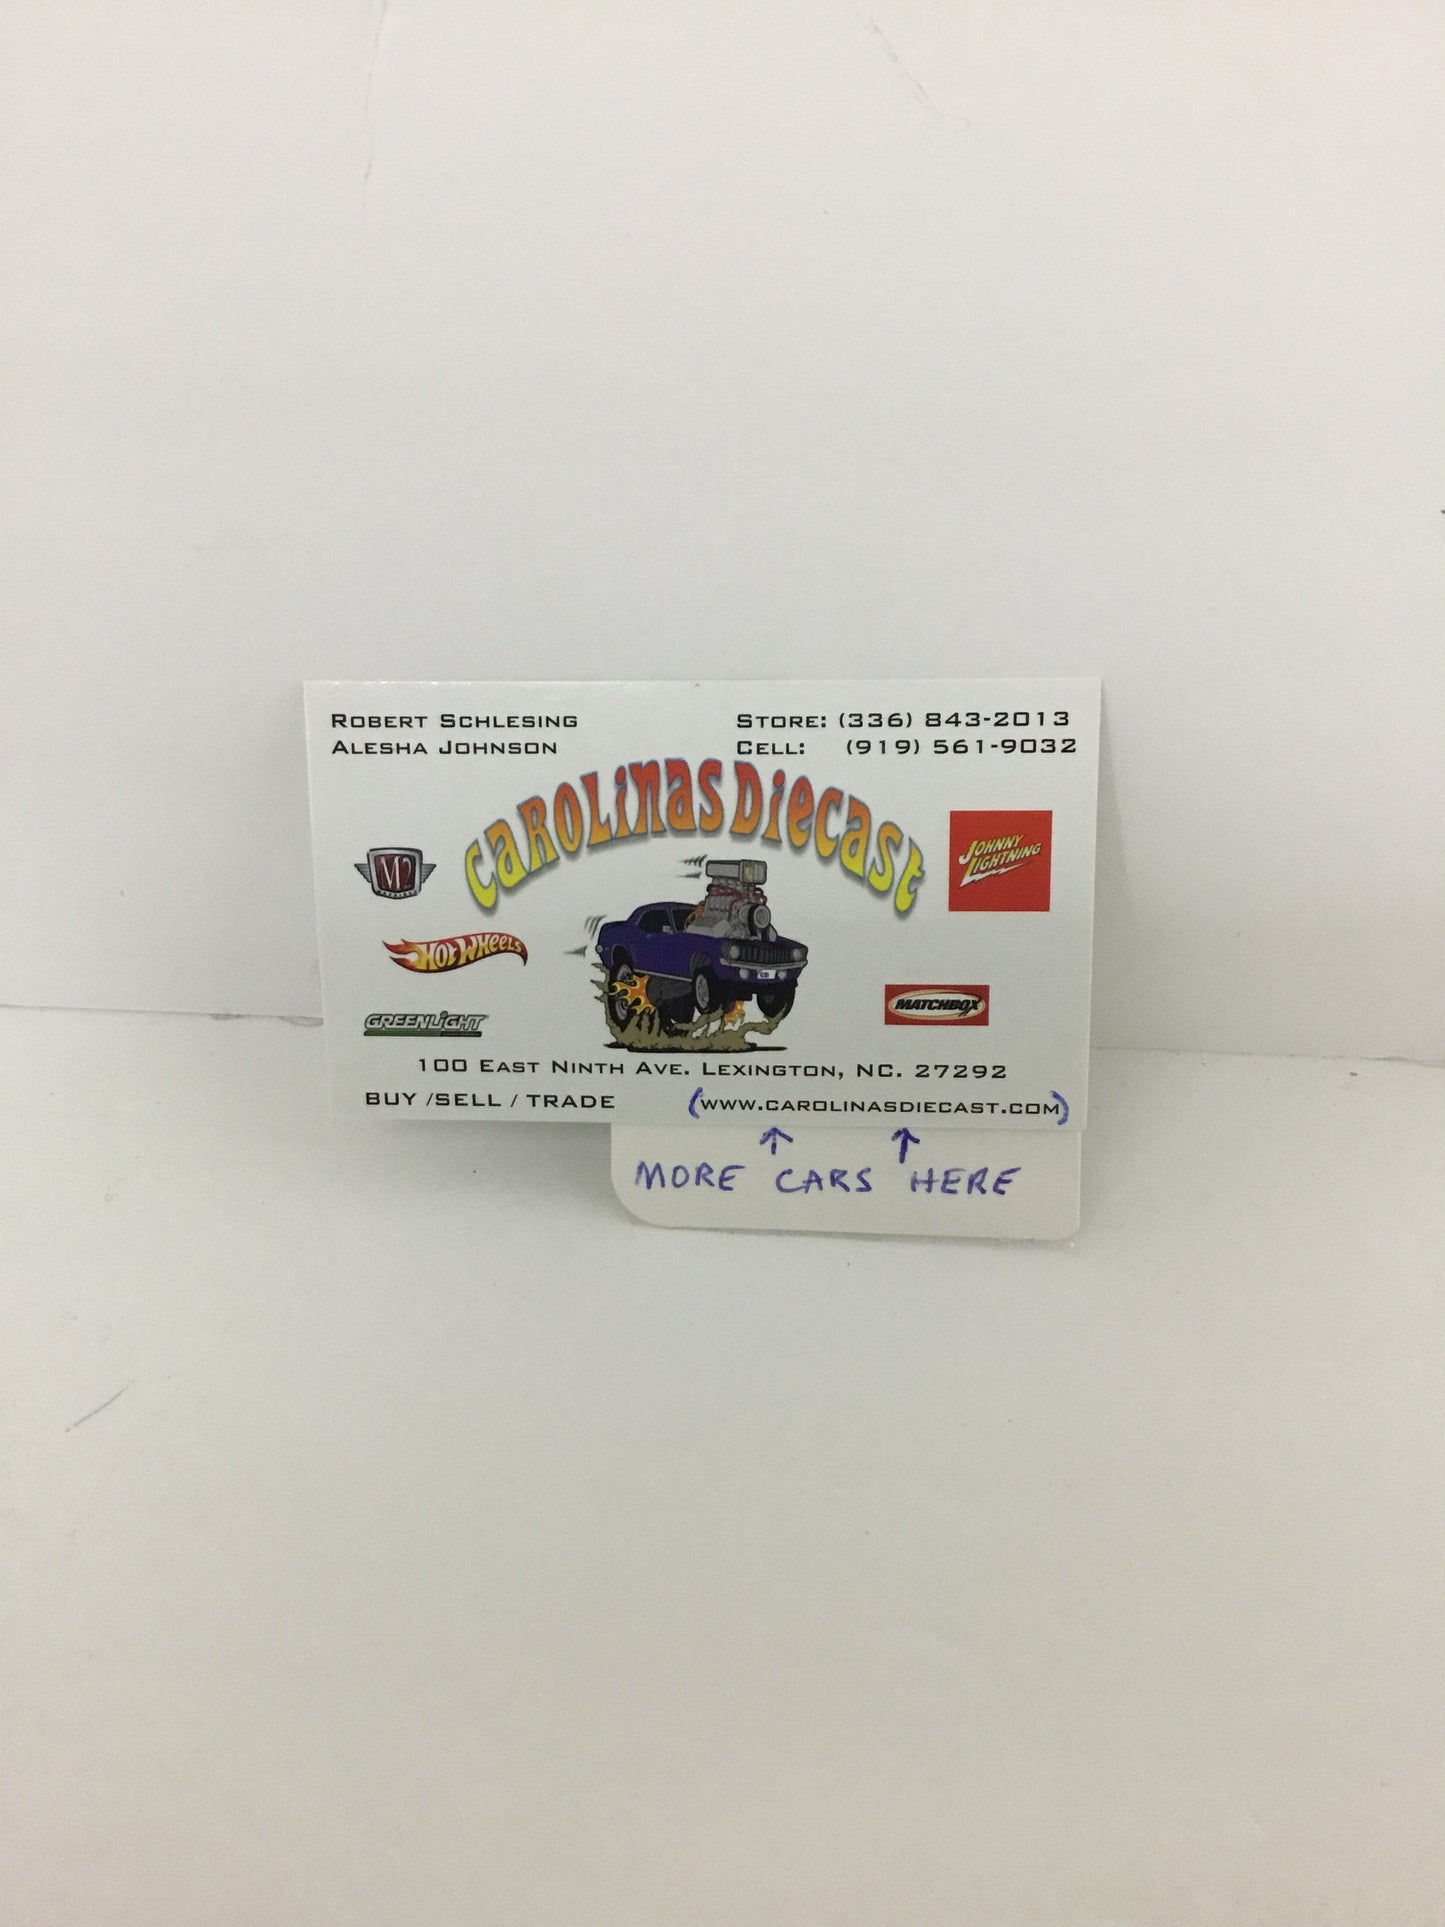 ROBERT SCHLESING
ALESHA JOHNSON
STORE: (336) 843-2013
CELL: (919) 561-9032
CAROLINAS DIECAST
M2
JOHNNY LIGHTNING
HOT WHEELS
MATCHBOX
GREENLIGHT
100 EAST NINTH AVE. LEXINGTON, NC. 27292
BUY /SELL / TRADE
(WWW.CAROLINASDIECAST.COM)
↑ ↑
MORE CARS HERE